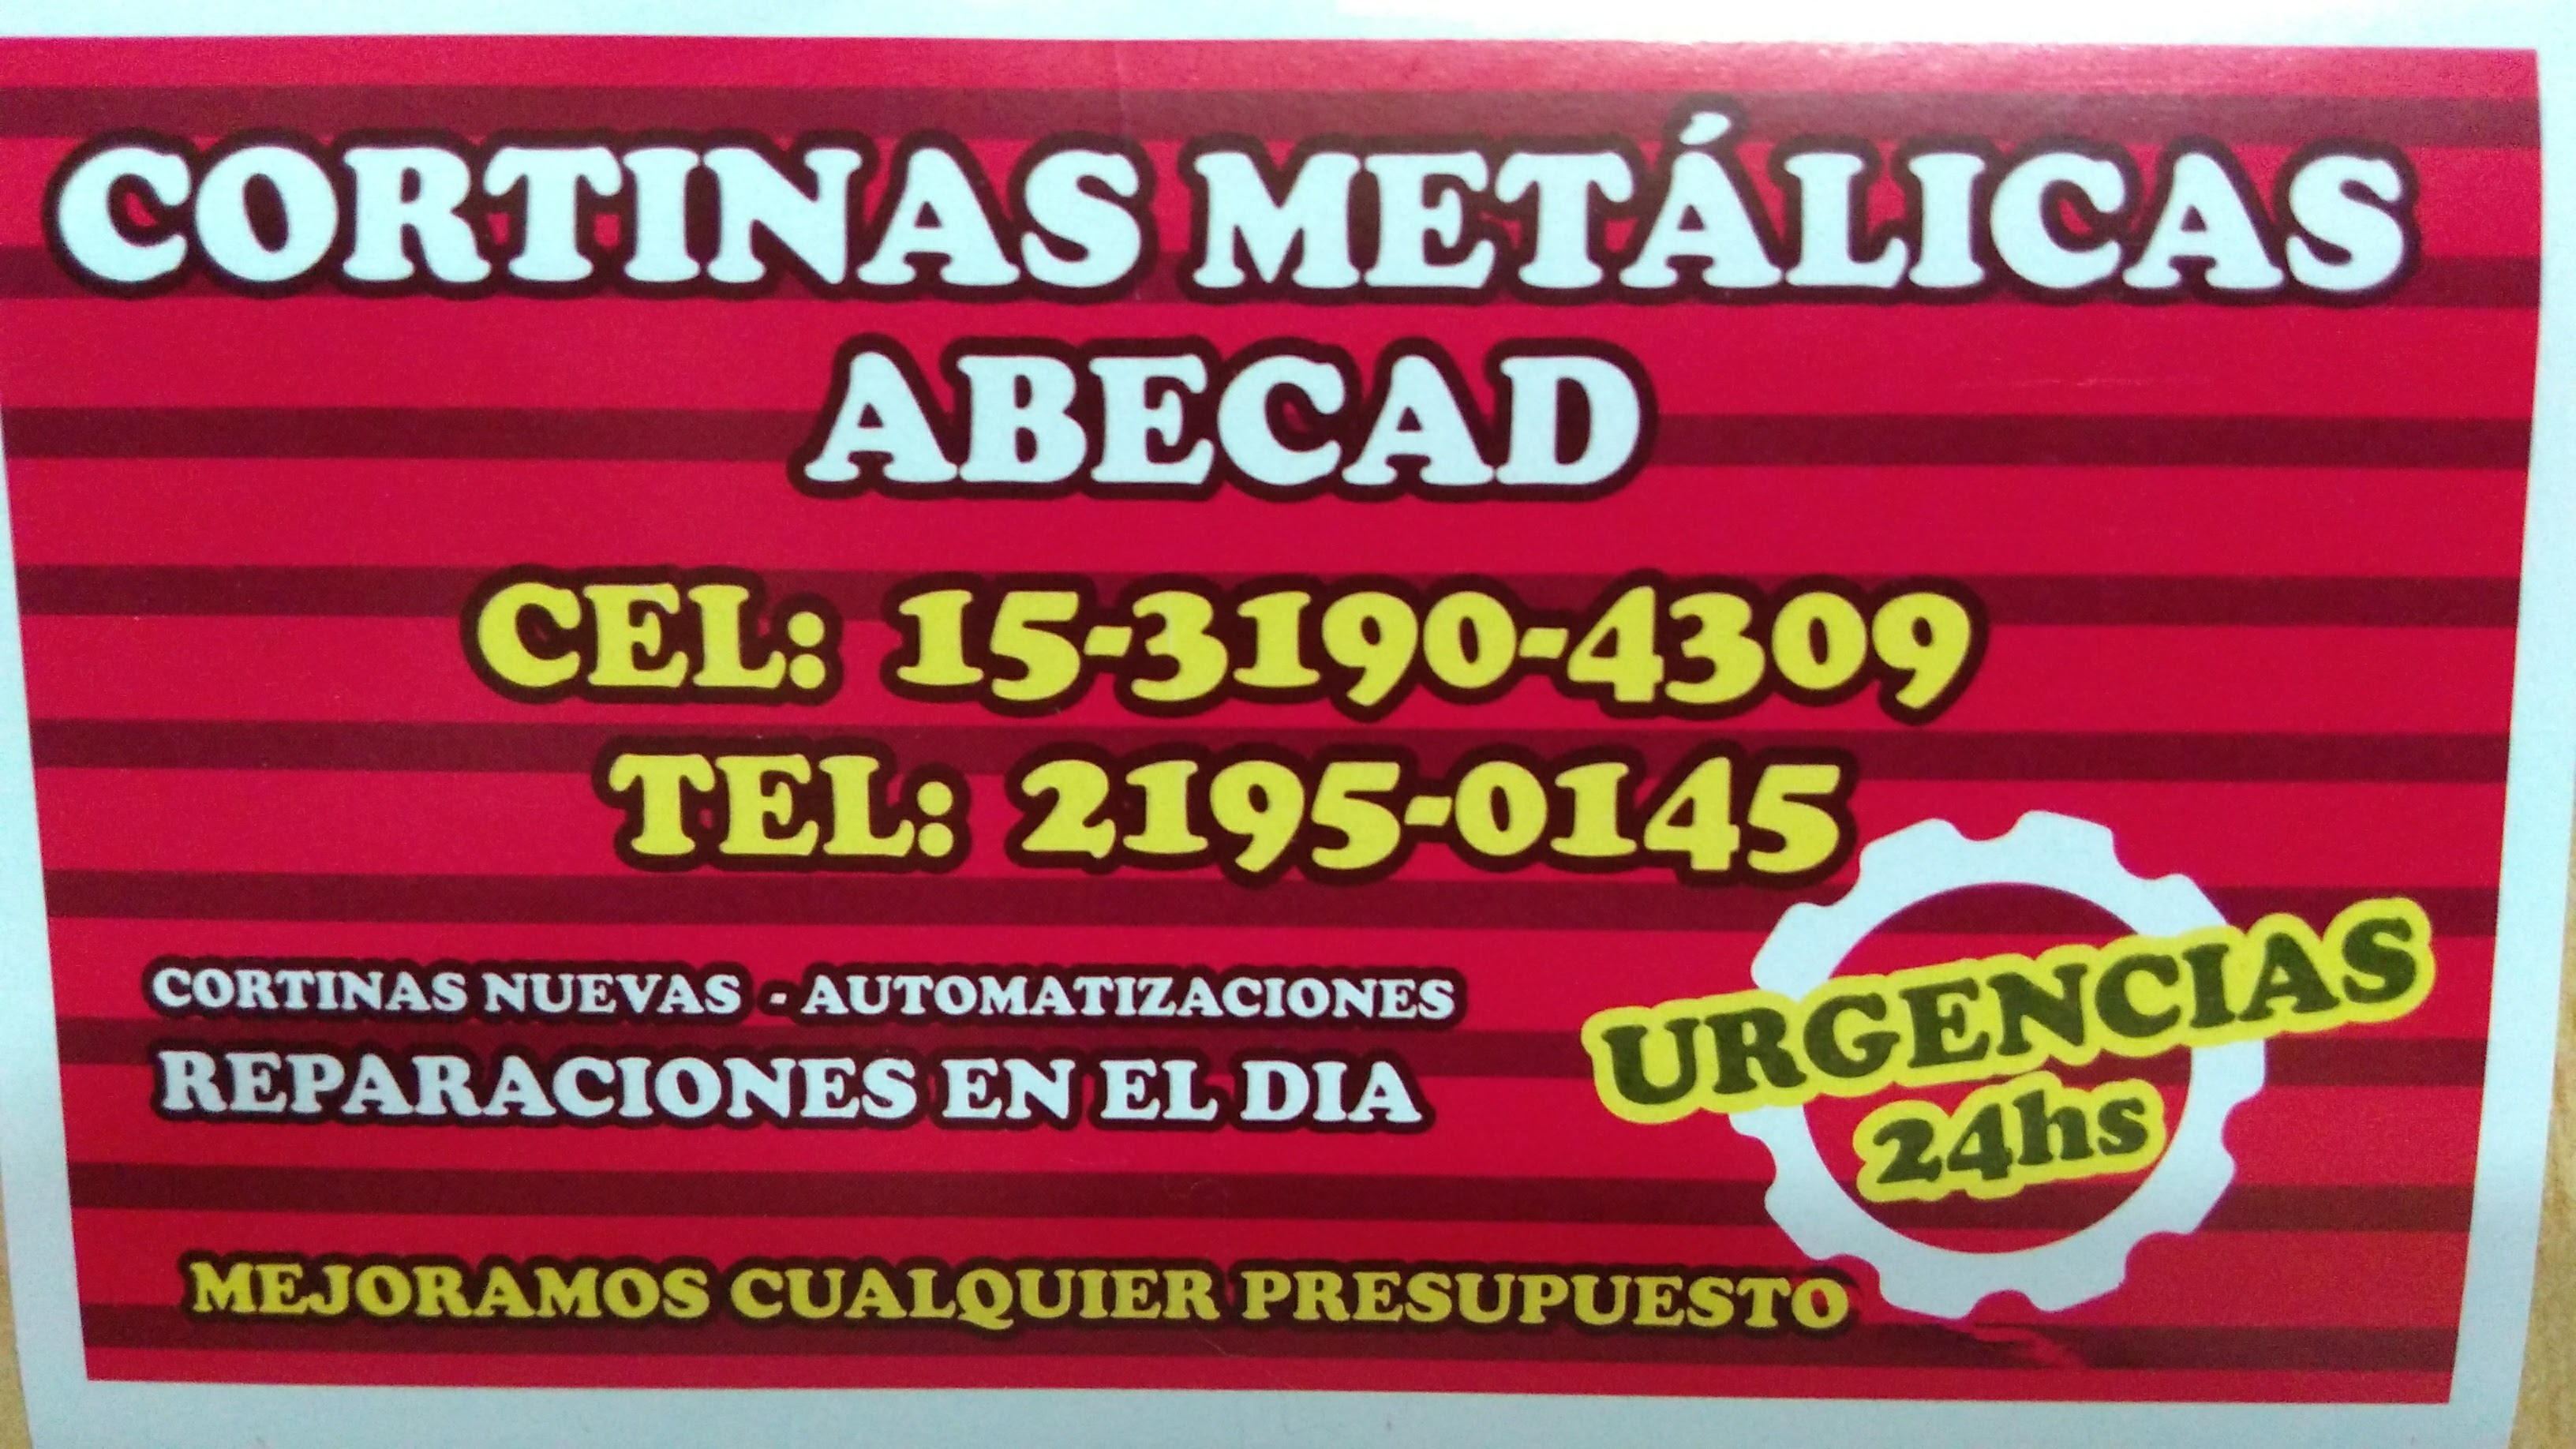 CORTINAS METÁLICAS
ABECAD
CEL: 15-3190-4309
TEL: 2195-0145
CORTINAS NUEVAS - AUTOMATIZACIONES
REPARACIONES EN EL DIA
URGENCIAS
24hs
MEJORAMOS CUALQUIER PRESUPUESTO